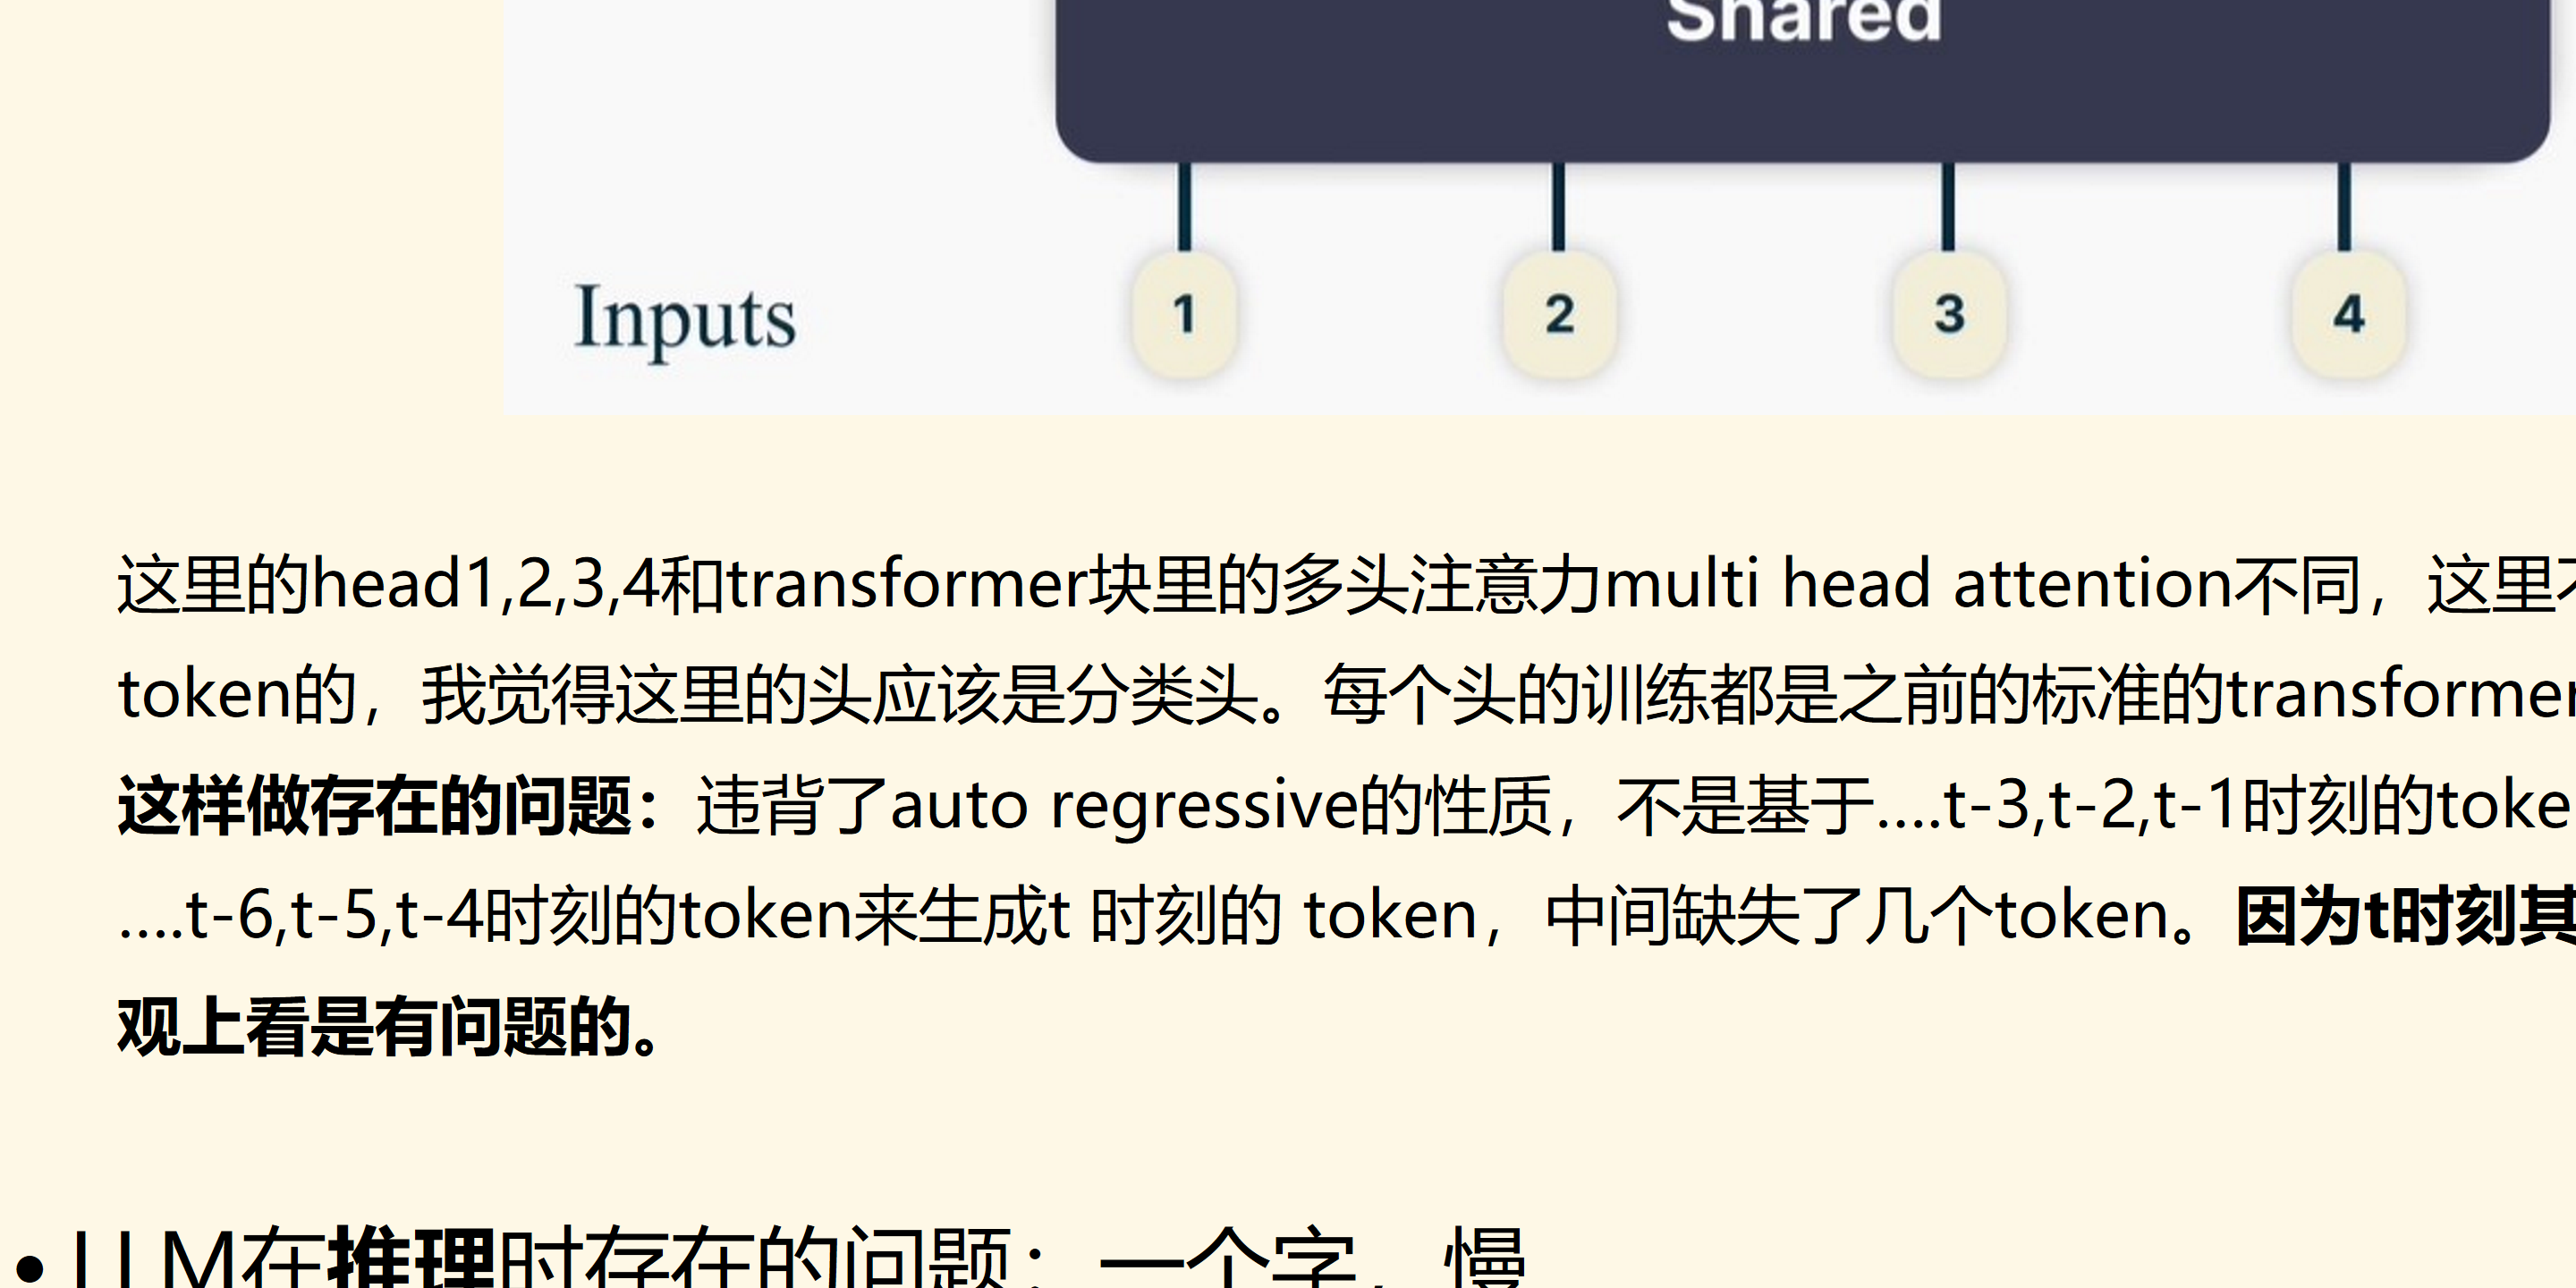 Shared
Inputs
1 2 3 4
这里的head1,2,3,4和transformer块里的多头注意力multi head attention不同，这里
token的，我觉得这里的头应该是分类头。每个头的训练都是之前的标准的transformer
这样做存在的问题：违背了auto regressive的性质，不是基于....t-3,t-2,t-1时刻的toke
....t-6,t-5,t-4时刻的token来生成t 时刻的 token，中间缺失了几个token。因为t时刻其
观上看是有问题的。
• LLM在推理时存在的问题：一个字，慢